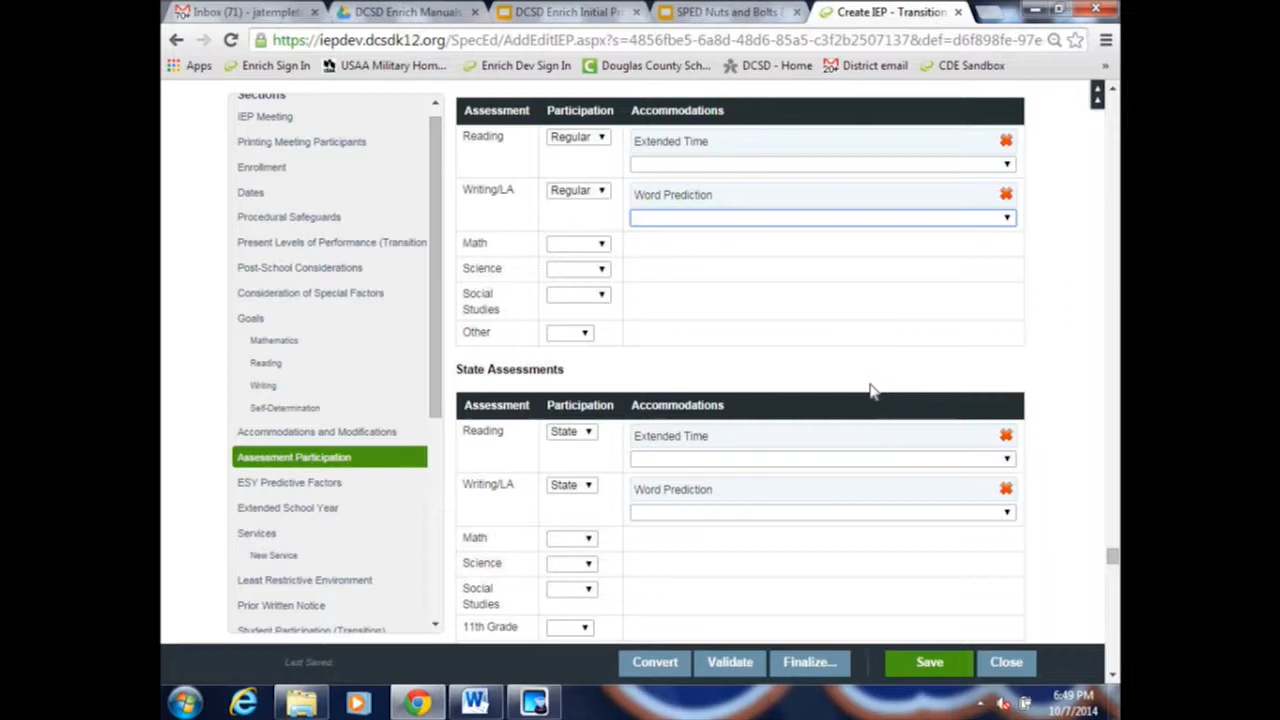 Inbox (71) - jatemplet
DCSD Enrich Manuals
DCSD Enrich Initial Pr
SPED Nuts and Bolts &
Create IEP - Transition
https://iepdev.dcsdk12.org/SpecEd/AddEditIEP.aspx?s=4856fbe5-6a8d-48d6-85a5-c3f2b2507137&def=d6f898fe-97e
Apps
Enrich Sign In
USAA Military Hom...
Enrich Dev Sign In
Douglas County Sch...
DCSD - Home
District email
CDE Sandbox
»
Sections
IEP Meeting
Printing Meeting Participants
Enrollment
Dates
Procedural Safeguards
Present Levels of Performance (Transition
Post-School Considerations
Consideration of Special Factors
Goals
Mathematics
Reading
Writing
Self-Determination
Accommodations and Modifications
Assessment Participation
ESY Predictive Factors
Extended School Year
Services
New Service
Least Restrictive Environment
Prior Written Notice
Student Participation (Transition)
Assessment Participation Accommodations
Reading Regular Extended Time
Writing/LA Regular Word Prediction
Math
Science
Social
Studies
Other
State Assessments
Assessment Participation Accommodations
Reading State Extended Time
Writing/LA State Word Prediction
Math
Science
Social
Studies
11th Grade
Last Saved:
Convert
Validate
Finalize...
Save
Close
6:49 PM
10/7/2014